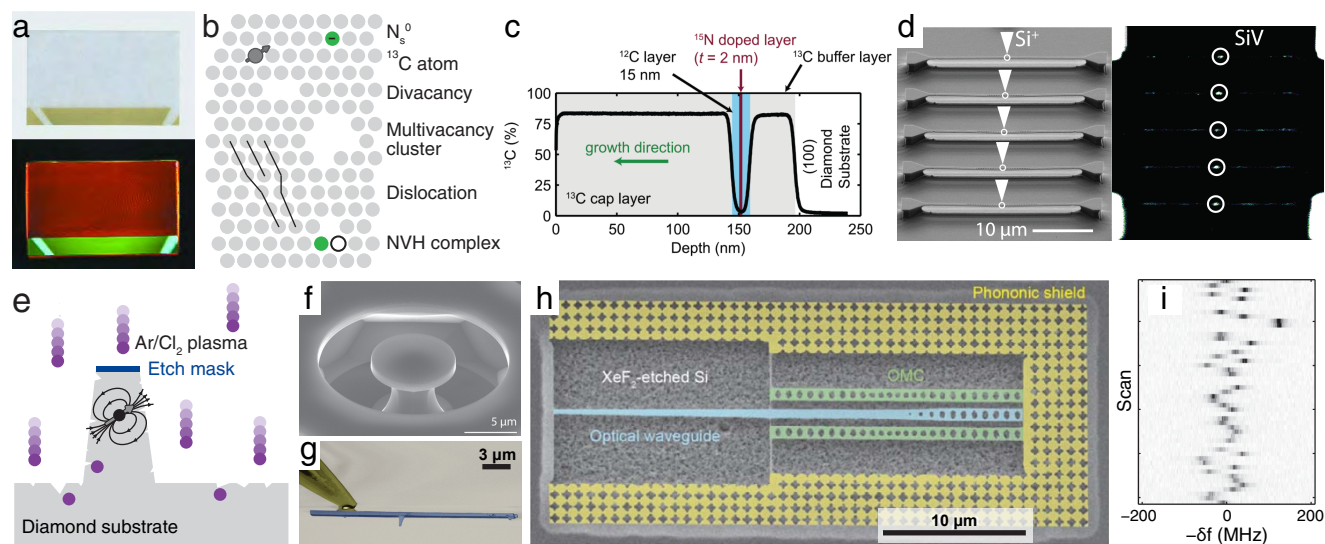 a
b
N_s^0
^13C atom
Divacancy
Multivacancy
cluster
Dislocation
NVH complex
c
^15N doped layer
(t = 2 nm)
^12C layer
15 nm
^13C buffer layer
^13C (%)
100
75
50
25
0
growth direction
^13C cap layer
(100)
Diamond
Substrate
0
50
100
150
200
250
Depth (nm)
d
Si⁺
10 μm
SiV
e
Ar/Cl₂ plasma
Etch mask
Diamond substrate
f
5 μm
g
3 μm
h
Phononic shield
XeF₂-etched Si
OMC
Optical waveguide
10 μm
i
Scan
−200
0
200
−δf (MHz)